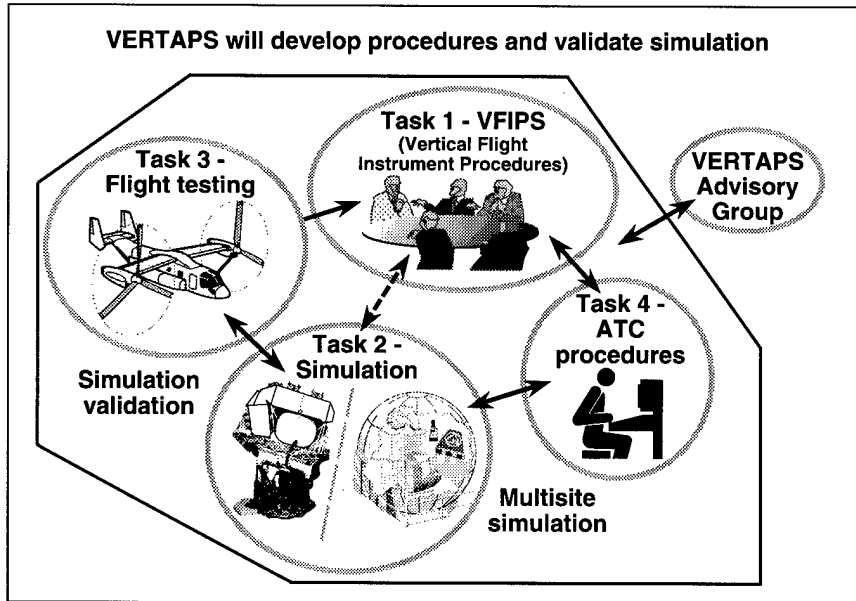 VERTAPS will develop procedures and validate simulation
Task 1 - VFIPS
(Vertical Flight
Instrument Procedures)
Task 3 -
Flight testing
VERTAPS
Advisory
Group
Task 4 -
ATC
procedures
Task 2 -
Simulation
Simulation
validation
Multisite
simulation